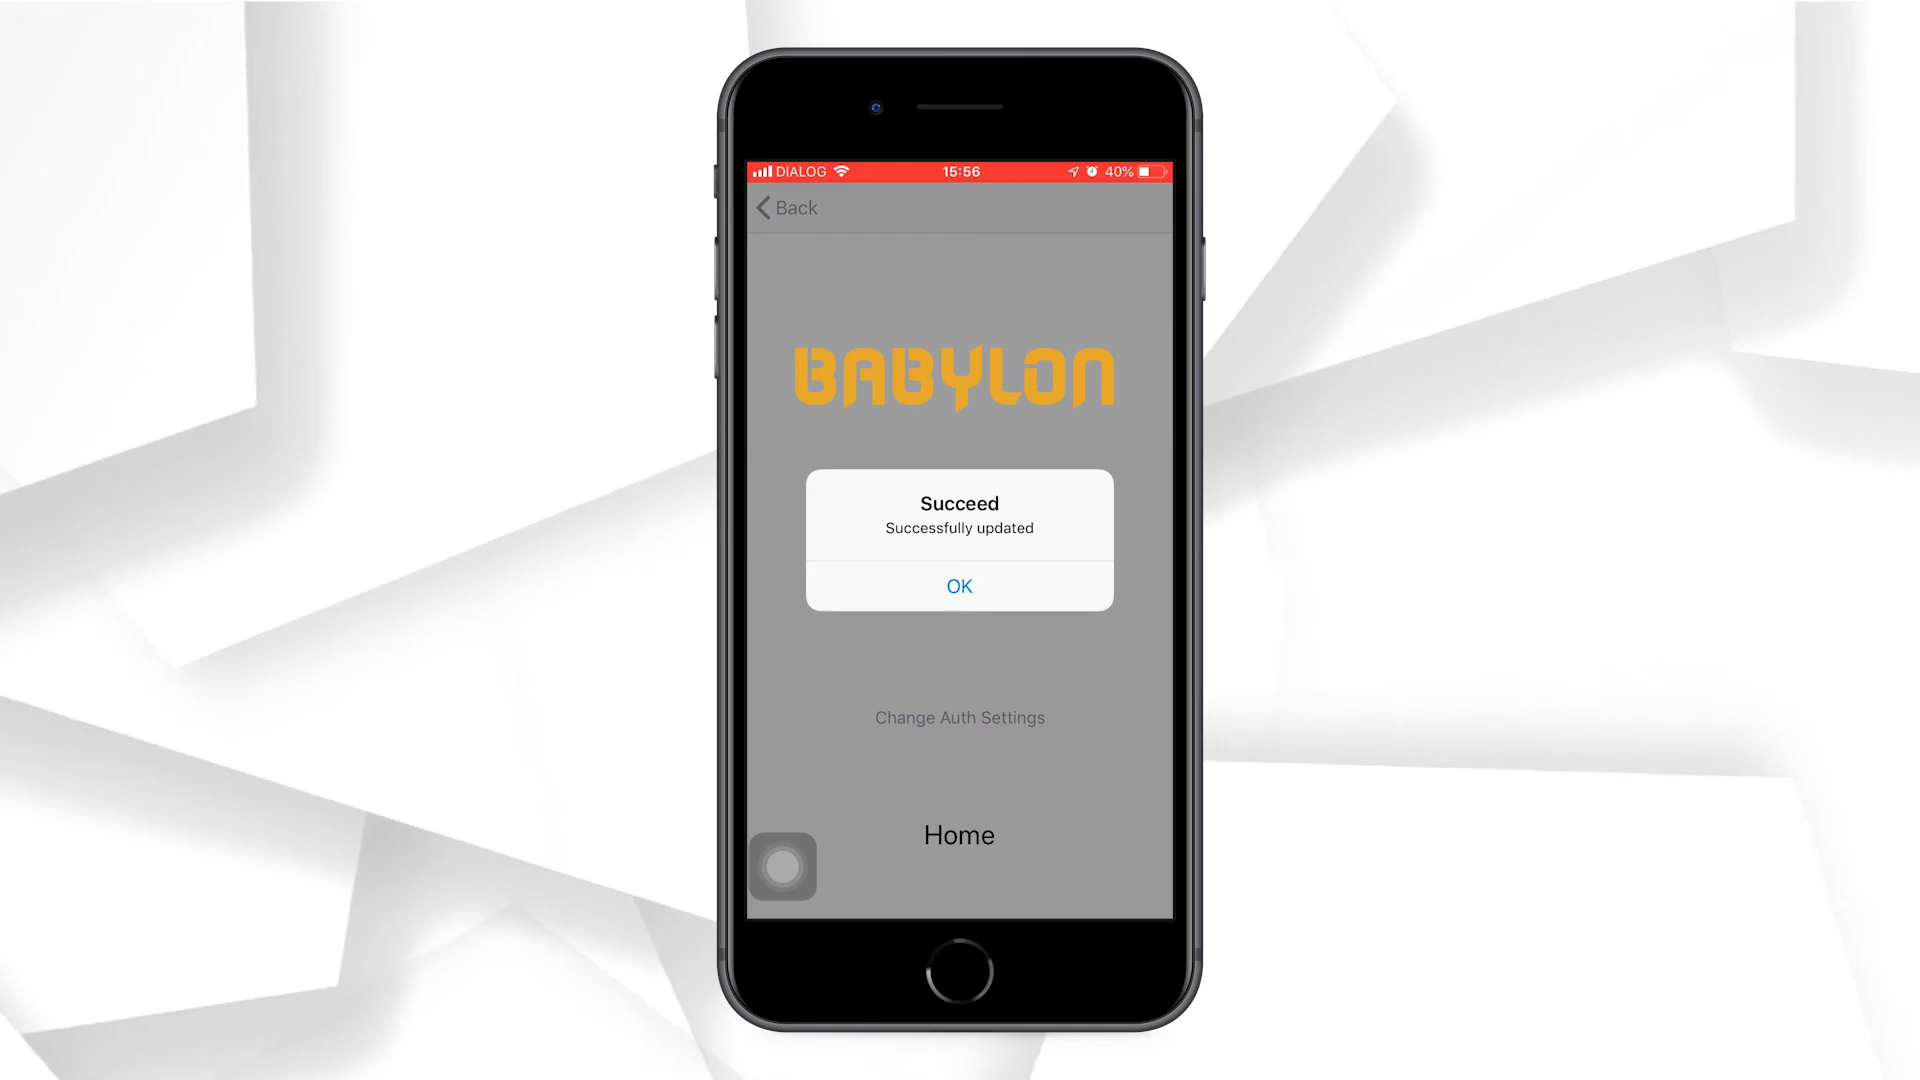 DIALOG 15:56 40%
Back
BABYLON
Succeed
Successfully updated
OK
Change Auth Settings
Home